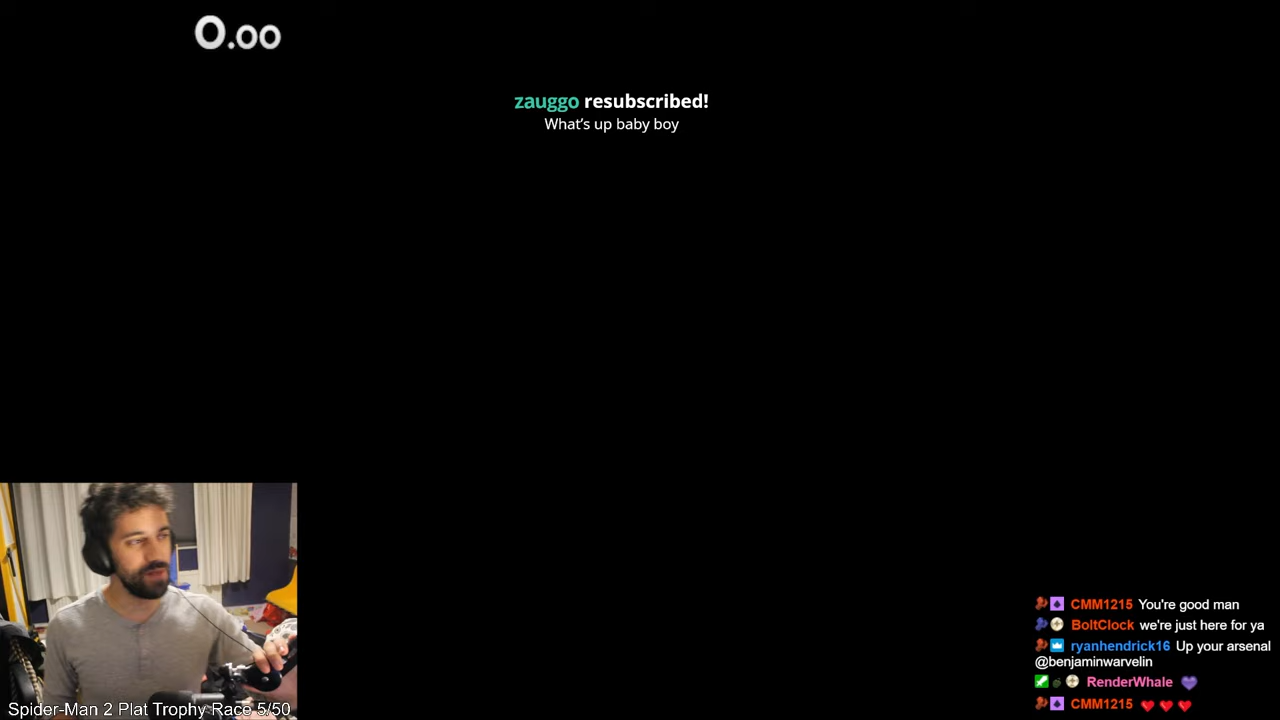 0.00
zauggo resubscribed!
What's up baby boy
CMM1215 You're good man
BoltClock we're just here for ya
ryanhendrick16 Up your arsenal
@benjaminwarvelin
RenderWhale
CMM1215
Spider-Man 2 Plat Trophy Race 5/50